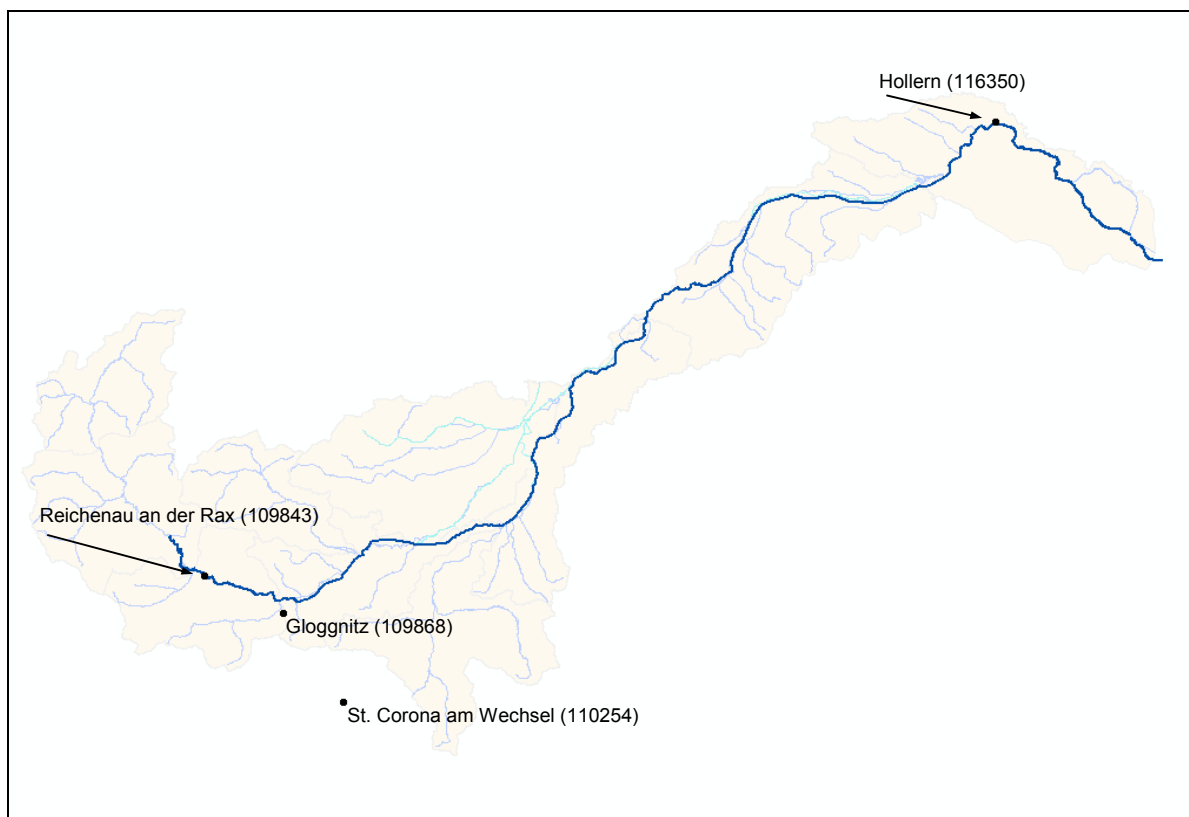 Hollern (116350)
Reichenau an der Rax (109843)
Gloggnitz (109868)
St. Corona am Wechsel (110254)